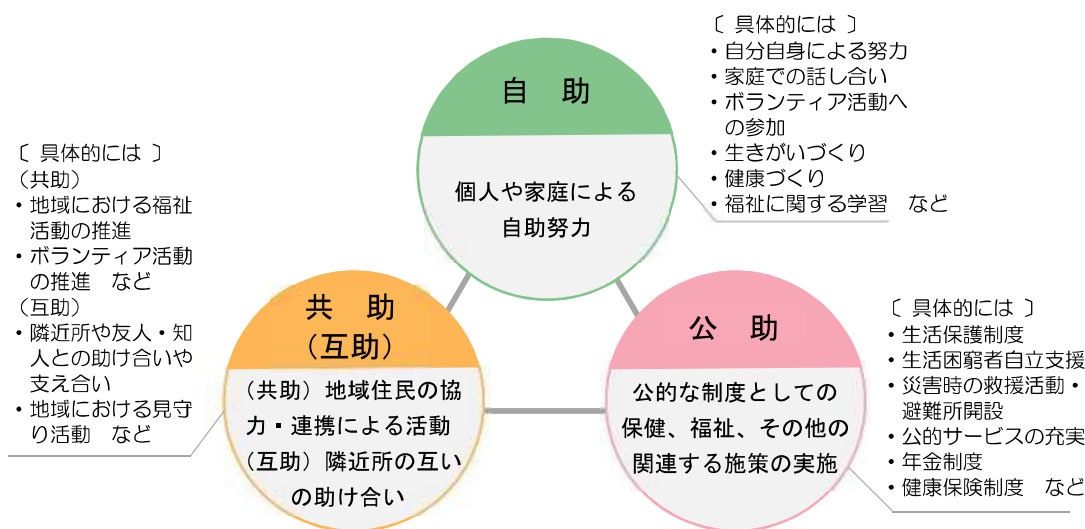 自　助
個人や家庭による
自助努力
〔 具体的には 〕
・自分自身による努力
・家庭での話し合い
・ボランティア活動へ
の参加
・生きがいづくり
・健康づくり
・福祉に関する学習　など
〔 具体的には 〕
（共助）
・地域における福祉
活動の推進
・ボランティア活動
の推進　など
（互助）
・隣近所や友人・知
人との助け合いや
支え合い
・地域における見守
り活動　など
共　助
（互助）
（共助）地域住民の協
力・連携による活動
（互助）隣近所の互い
の助け合い
公　助
公的な制度としての
保健、福祉、その他の
関連する施策の実施
〔 具体的には 〕
・生活保護制度
・生活困窮者自立支援
・災害時の救援活動・
避難所開設
・公的サービスの充実
・年金制度
・健康保険制度　など